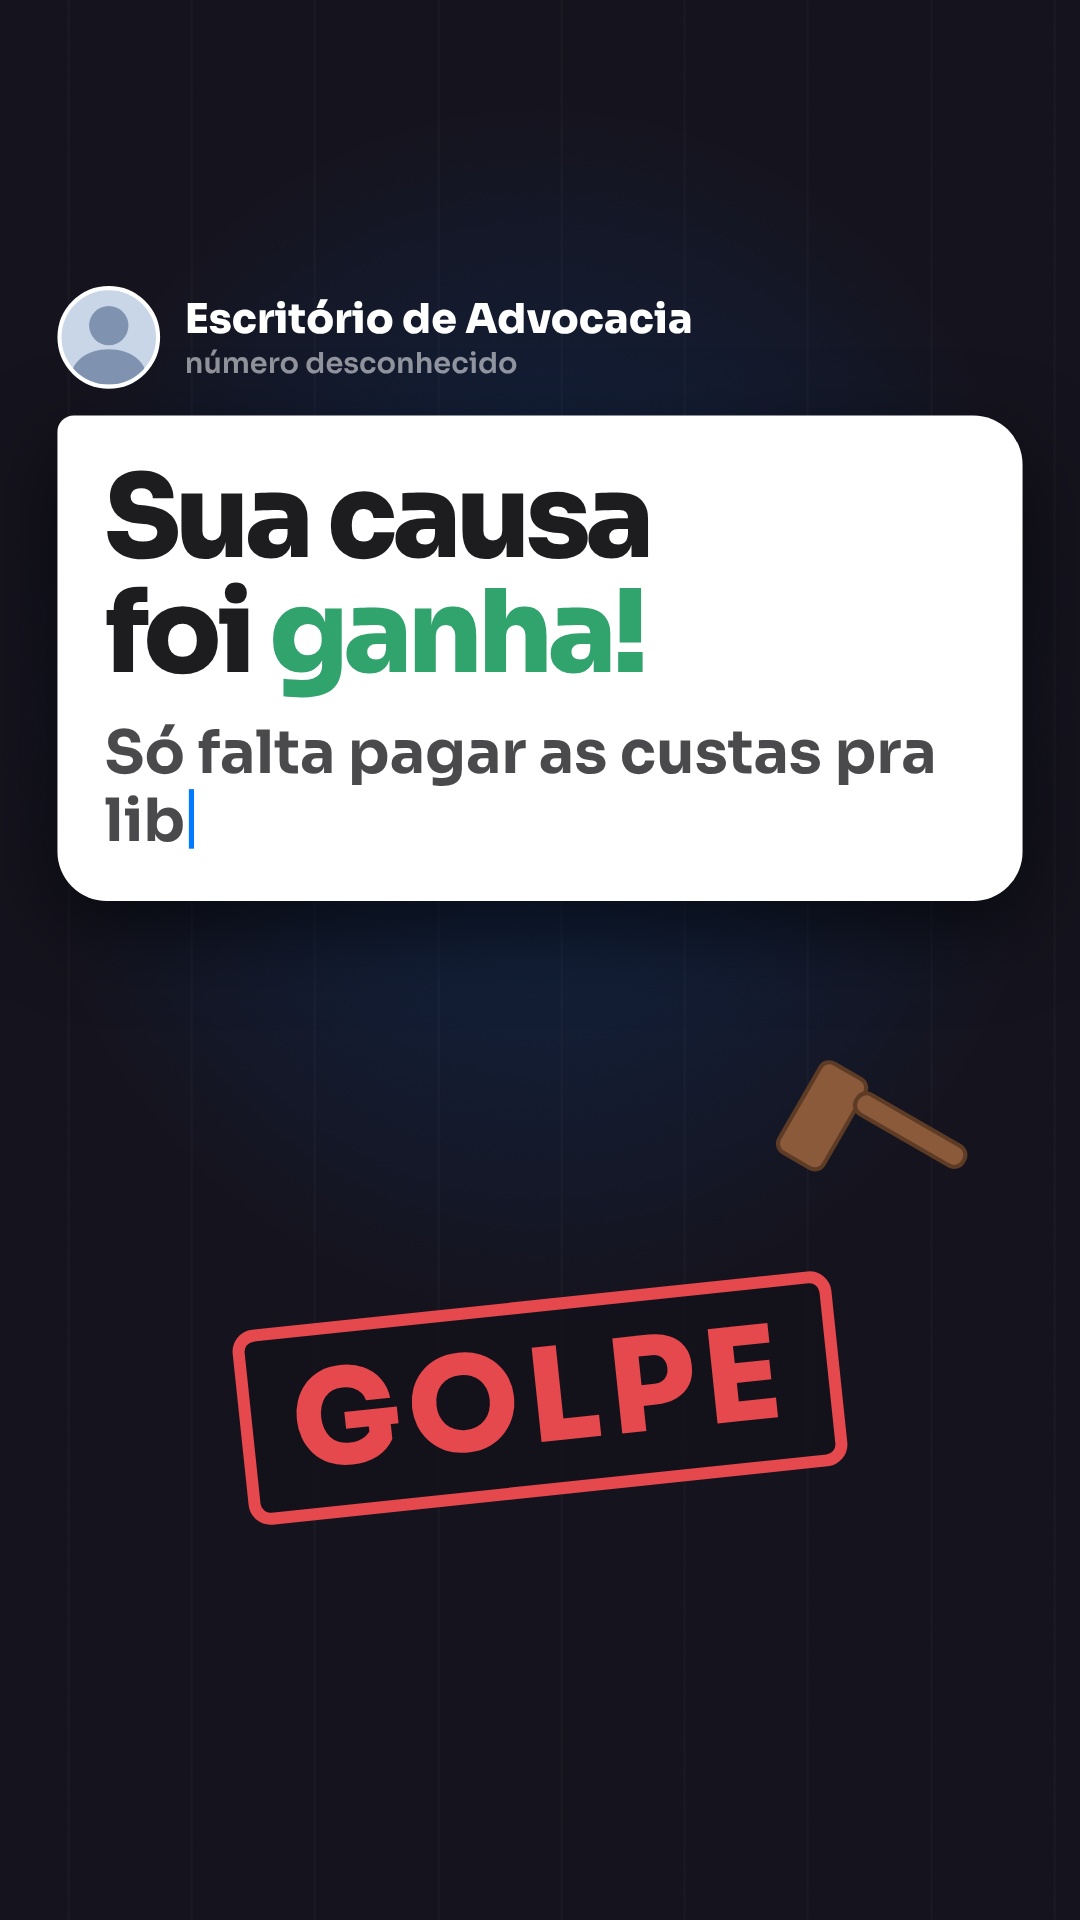 Escritório de Advocacia
número desconhecido
Sua causa
foi ganha!
Só falta pagar as custas pra
lib
GOLPE